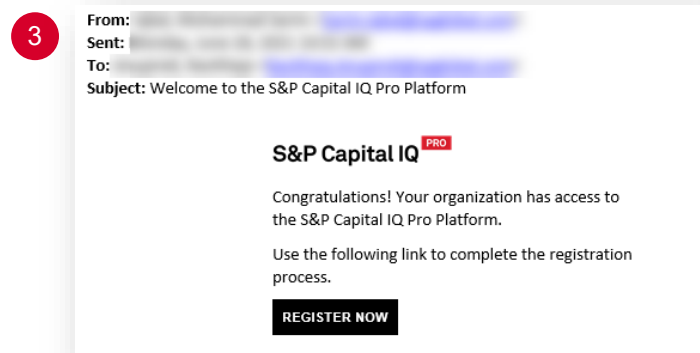 3
From:
Sent:
To:
Subject: Welcome to the S&P Capital IQ Pro Platform
S&P Capital IQ PRO
Congratulations! Your organization has access to
the S&P Capital IQ Pro Platform.
Use the following link to complete the registration
process.
REGISTER NOW